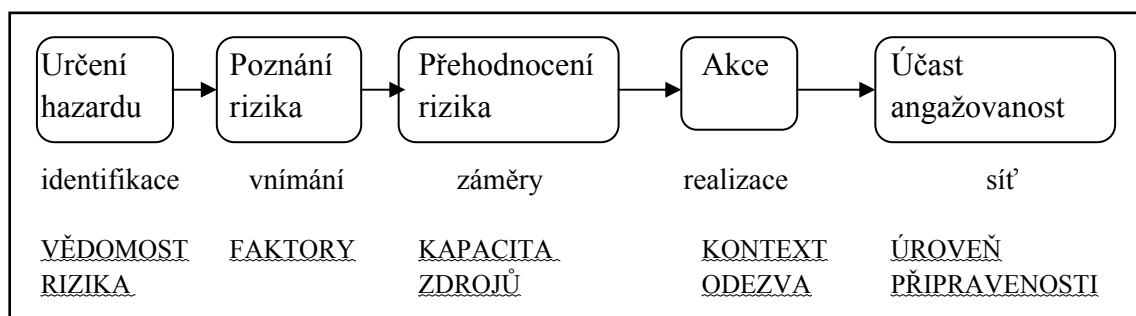 Určení
hazardu
Poznání
rizika
Přehodnocení
rizika
Akce
Účast
angažovanost
identifikace
vnímání
záměry
realizace
síť
VĚDOMOST
RIZIKA
FAKTORY
KAPACITA
ZDROJŮ
KONTEXT
ODEZVA
ÚROVEŇ
PŘIPRAVENOSTI